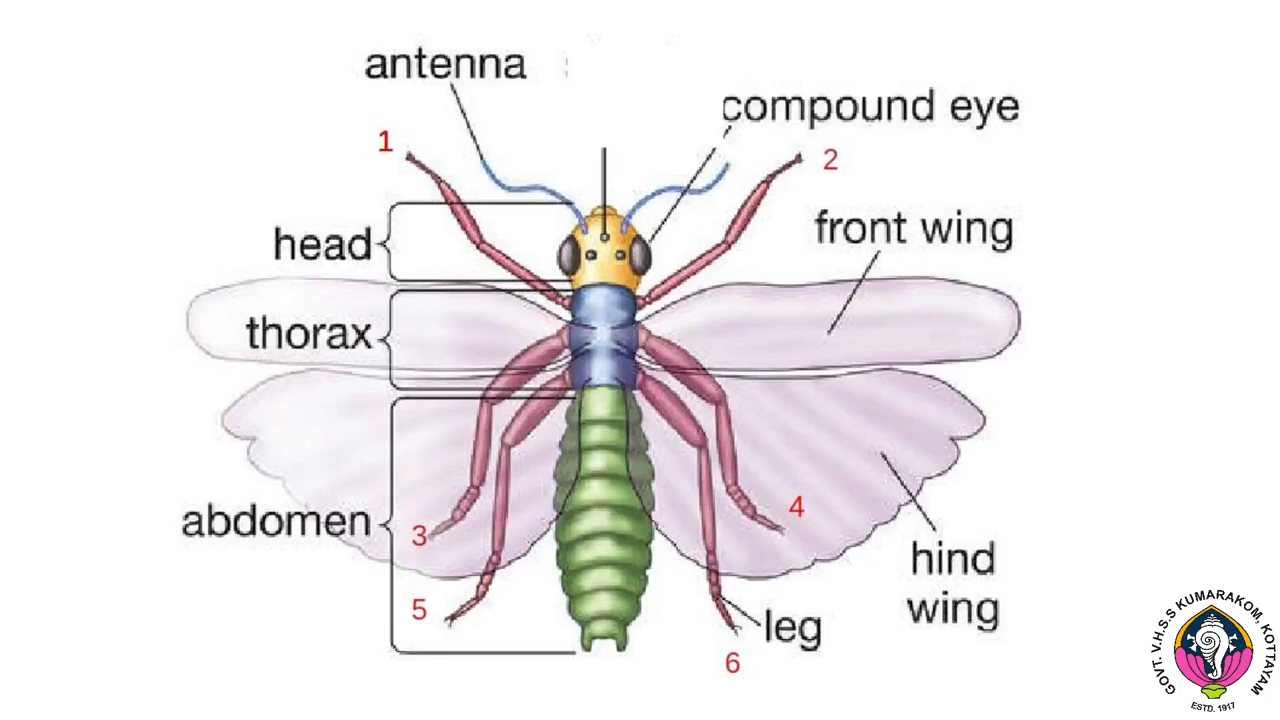 antenna
compound eye
1
2
front wing
head
thorax
abdomen
4
3
hind
wing
5
leg
6
GOVT. V.H.S.S KUMARAKOM, KOTTAYAM
ESTD. 1917